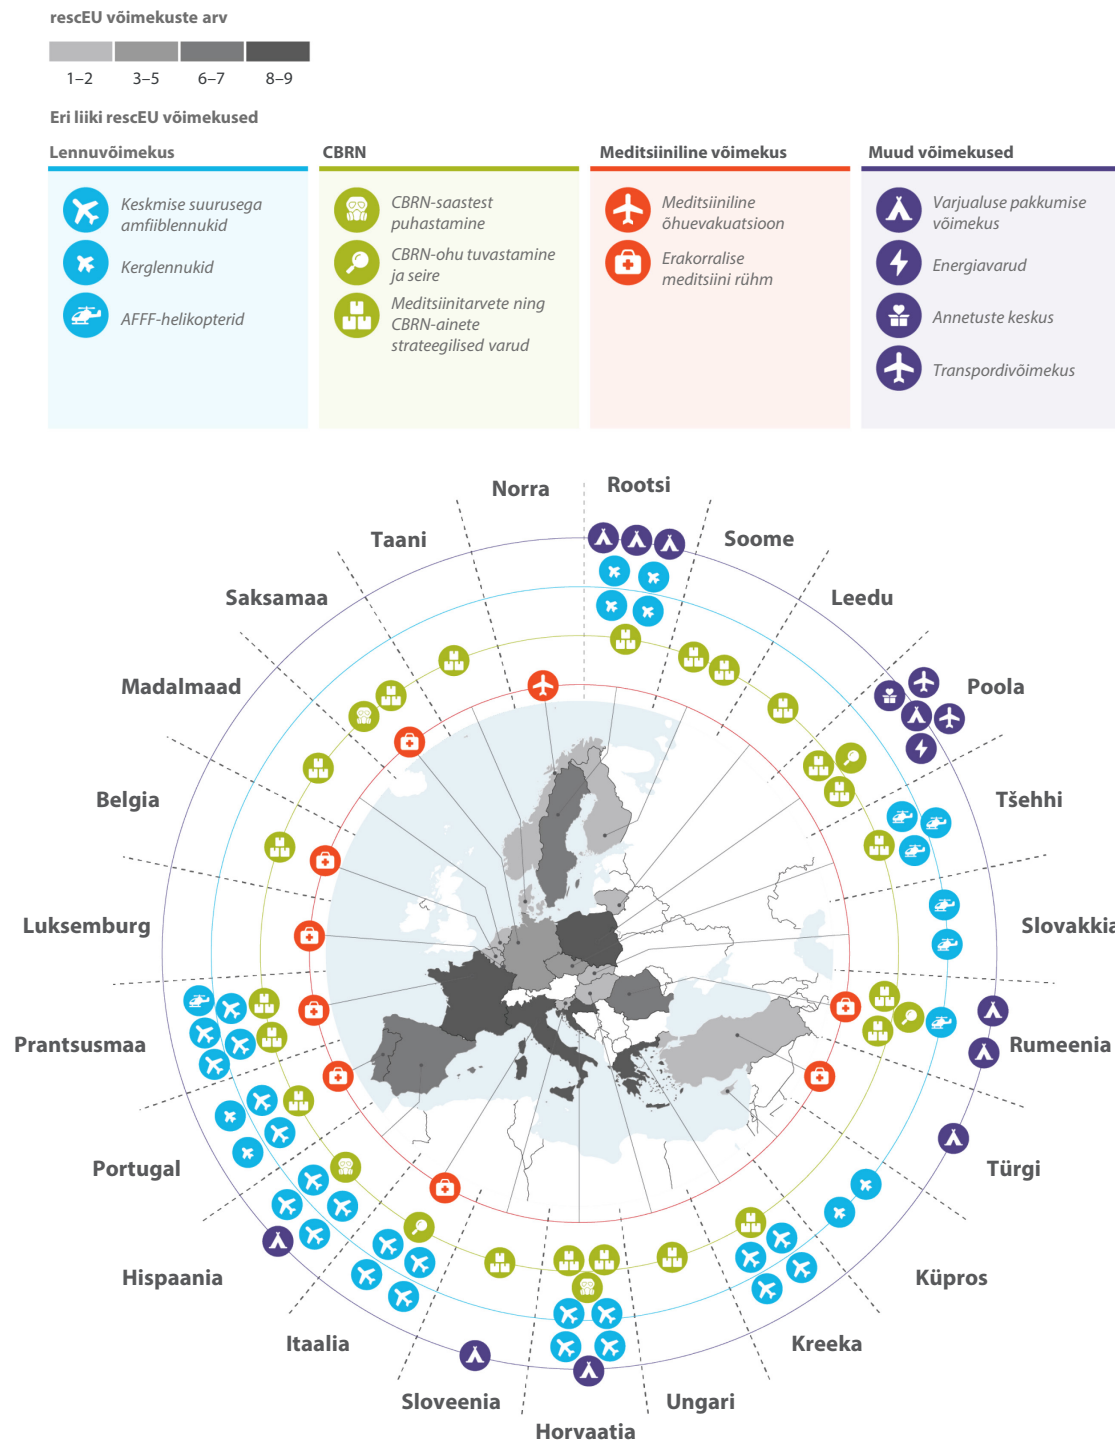 rescEU võimekuste arv
1–2 3–5 6–7 8–9
Eri liiki rescEU võimekused
Lennuvõimekus
Keskmise suurusega
amfiiblennukid
Kerglennukid
AFFF-helikopterid
CBRN
CBRN-saastest
puhastamine
CBRN-ohu tuvastamine
ja seire
Meditsiinitarvete ning
CBRN-ainete
strateegilised varud
Meditsiiniline võimekus
Meditsiiniline
õhuevakuatsioon
Erakorralise
meditsiini rühm
Muud võimekused
Varjualuse pakkumise
võimekus
Energiavarud
Annetuste keskus
Transpordivõimekus
Norra
Rootsi
Taani
Soome
Saksamaa
Leedu
Madalmaad
Poola
Belgia
Tšehhi
Luksemburg
Slovakkia
Prantsusmaa
Rumeenia
Portugal
Türgi
Hispaania
Küpros
Itaalia
Kreeka
Sloveenia
Ungari
Horvaatia